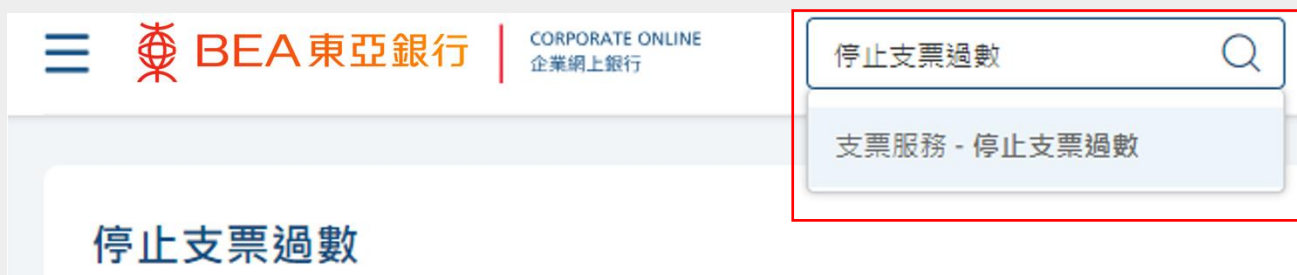 BEA東亞銀行
CORPORATE ONLINE
企業網上銀行
停止支票過數
支票服務 - 停止支票過數
停止支票過數